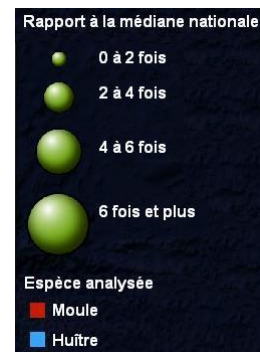 Rapport à la médiane nationale
0 à 2 fois
2 à 4 fois
4 à 6 fois
6 fois et plus
Espèce analysée
Moule
Huître